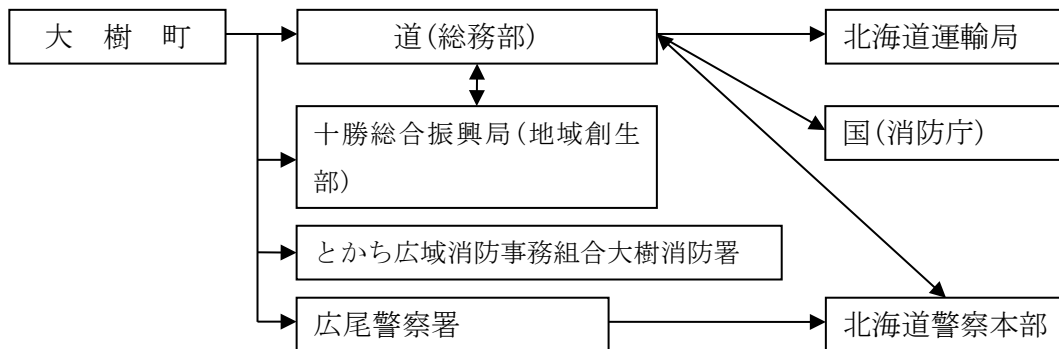 大 樹 町
道(総務部)
北海道運輸局
十勝総合振興局(地域創生
部)
国(消防庁)
とかち広域消防事務組合大樹消防署
広尾警察署
北海道警察本部